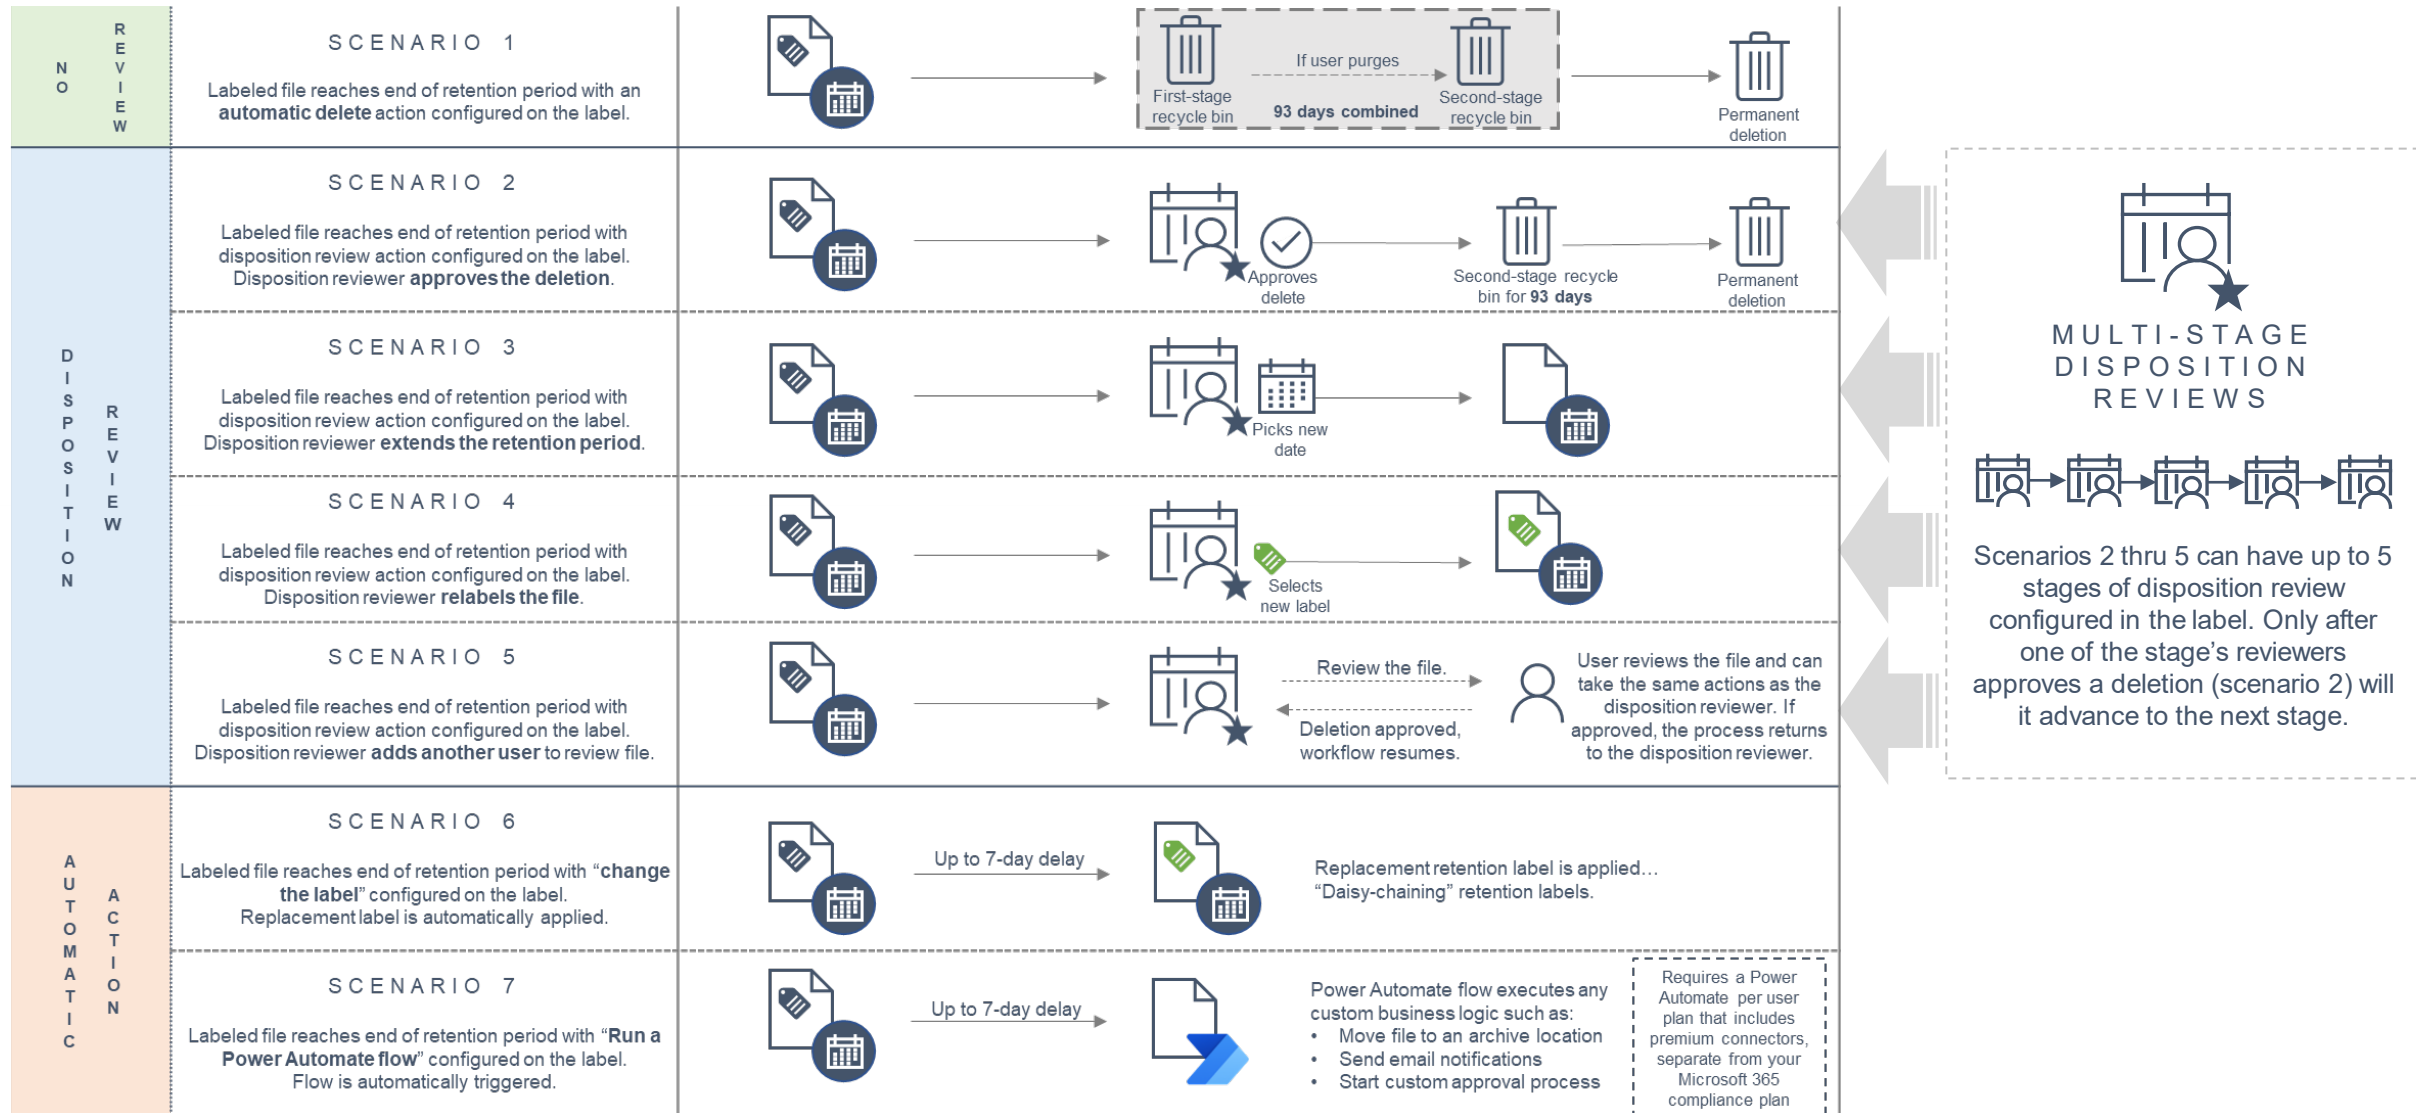 NO REVIEW
SCENARIO 1
Labeled file reaches end of retention period with an
automatic delete action configured on the label.
First-stage
recycle bin
If user purges
93 days combined
Second-stage
recycle bin
Permanent
deletion
DISPOSITION REVIEW
SCENARIO 2
Labeled file reaches end of retention period with
disposition review action configured on the label.
Disposition reviewer approves the deletion.
Approves
delete
Second-stage recycle
bin for 93 days
Permanent
deletion
SCENARIO 3
Labeled file reaches end of retention period with
disposition review action configured on the label.
Disposition reviewer extends the retention period.
Picks new
date
SCENARIO 4
Labeled file reaches end of retention period with
disposition review action configured on the label.
Disposition reviewer relabels the file.
Selects
new label
SCENARIO 5
Labeled file reaches end of retention period with
disposition review action configured on the label.
Disposition reviewer adds another user to review file.
Review the file.
Deletion approved,
workflow resumes.
User reviews the file and can
take the same actions as the
disposition reviewer. If
approved, the process returns
to the disposition reviewer.
MULTI-STAGE
DISPOSITION
REVIEWS
Scenarios 2 thru 5 can have up to 5
stages of disposition review
configured in the label. Only after
one of the stage’s reviewers
approves a deletion (scenario 2) will
it advance to the next stage.
AUTOMATIC ACTION
SCENARIO 6
Labeled file reaches end of retention period with “change
the label” configured on the label.
Replacement label is automatically applied.
Up to 7-day delay
Replacement retention label is applied…
“Daisy-chaining” retention labels.
SCENARIO 7
Labeled file reaches end of retention period with “Run a
Power Automate flow” configured on the label.
Flow is automatically triggered.
Up to 7-day delay
Power Automate flow executes any
custom business logic such as:
• Move file to an archive location
• Send email notifications
• Start custom approval process
Requires a Power
Automate per user
plan that includes
premium connectors,
separate from your
Microsoft 365
compliance plan